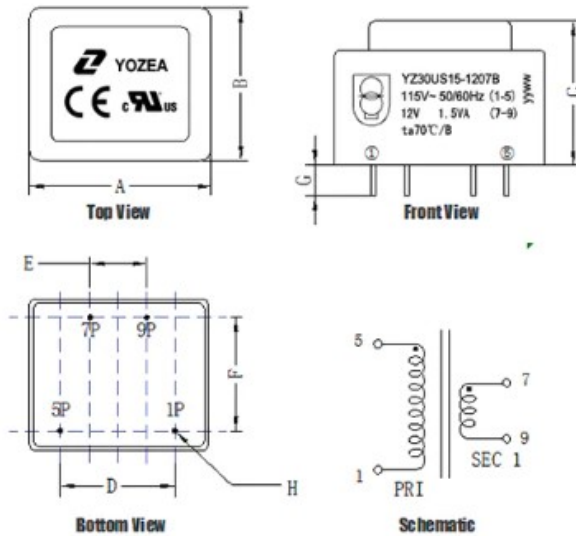 YOZEA
CE c UR US
B
A
Top View
YZ30US15-1207B
115V~ 50/60Hz (1-5)
12V 1.5VA (7-9)
ta70℃/B
yyww
① ⑤
C
G
Front View
E
7P 9P
5P 1P
F
D
H
Bottom View
5
1
PRI
7
9
SEC 1
Schematic